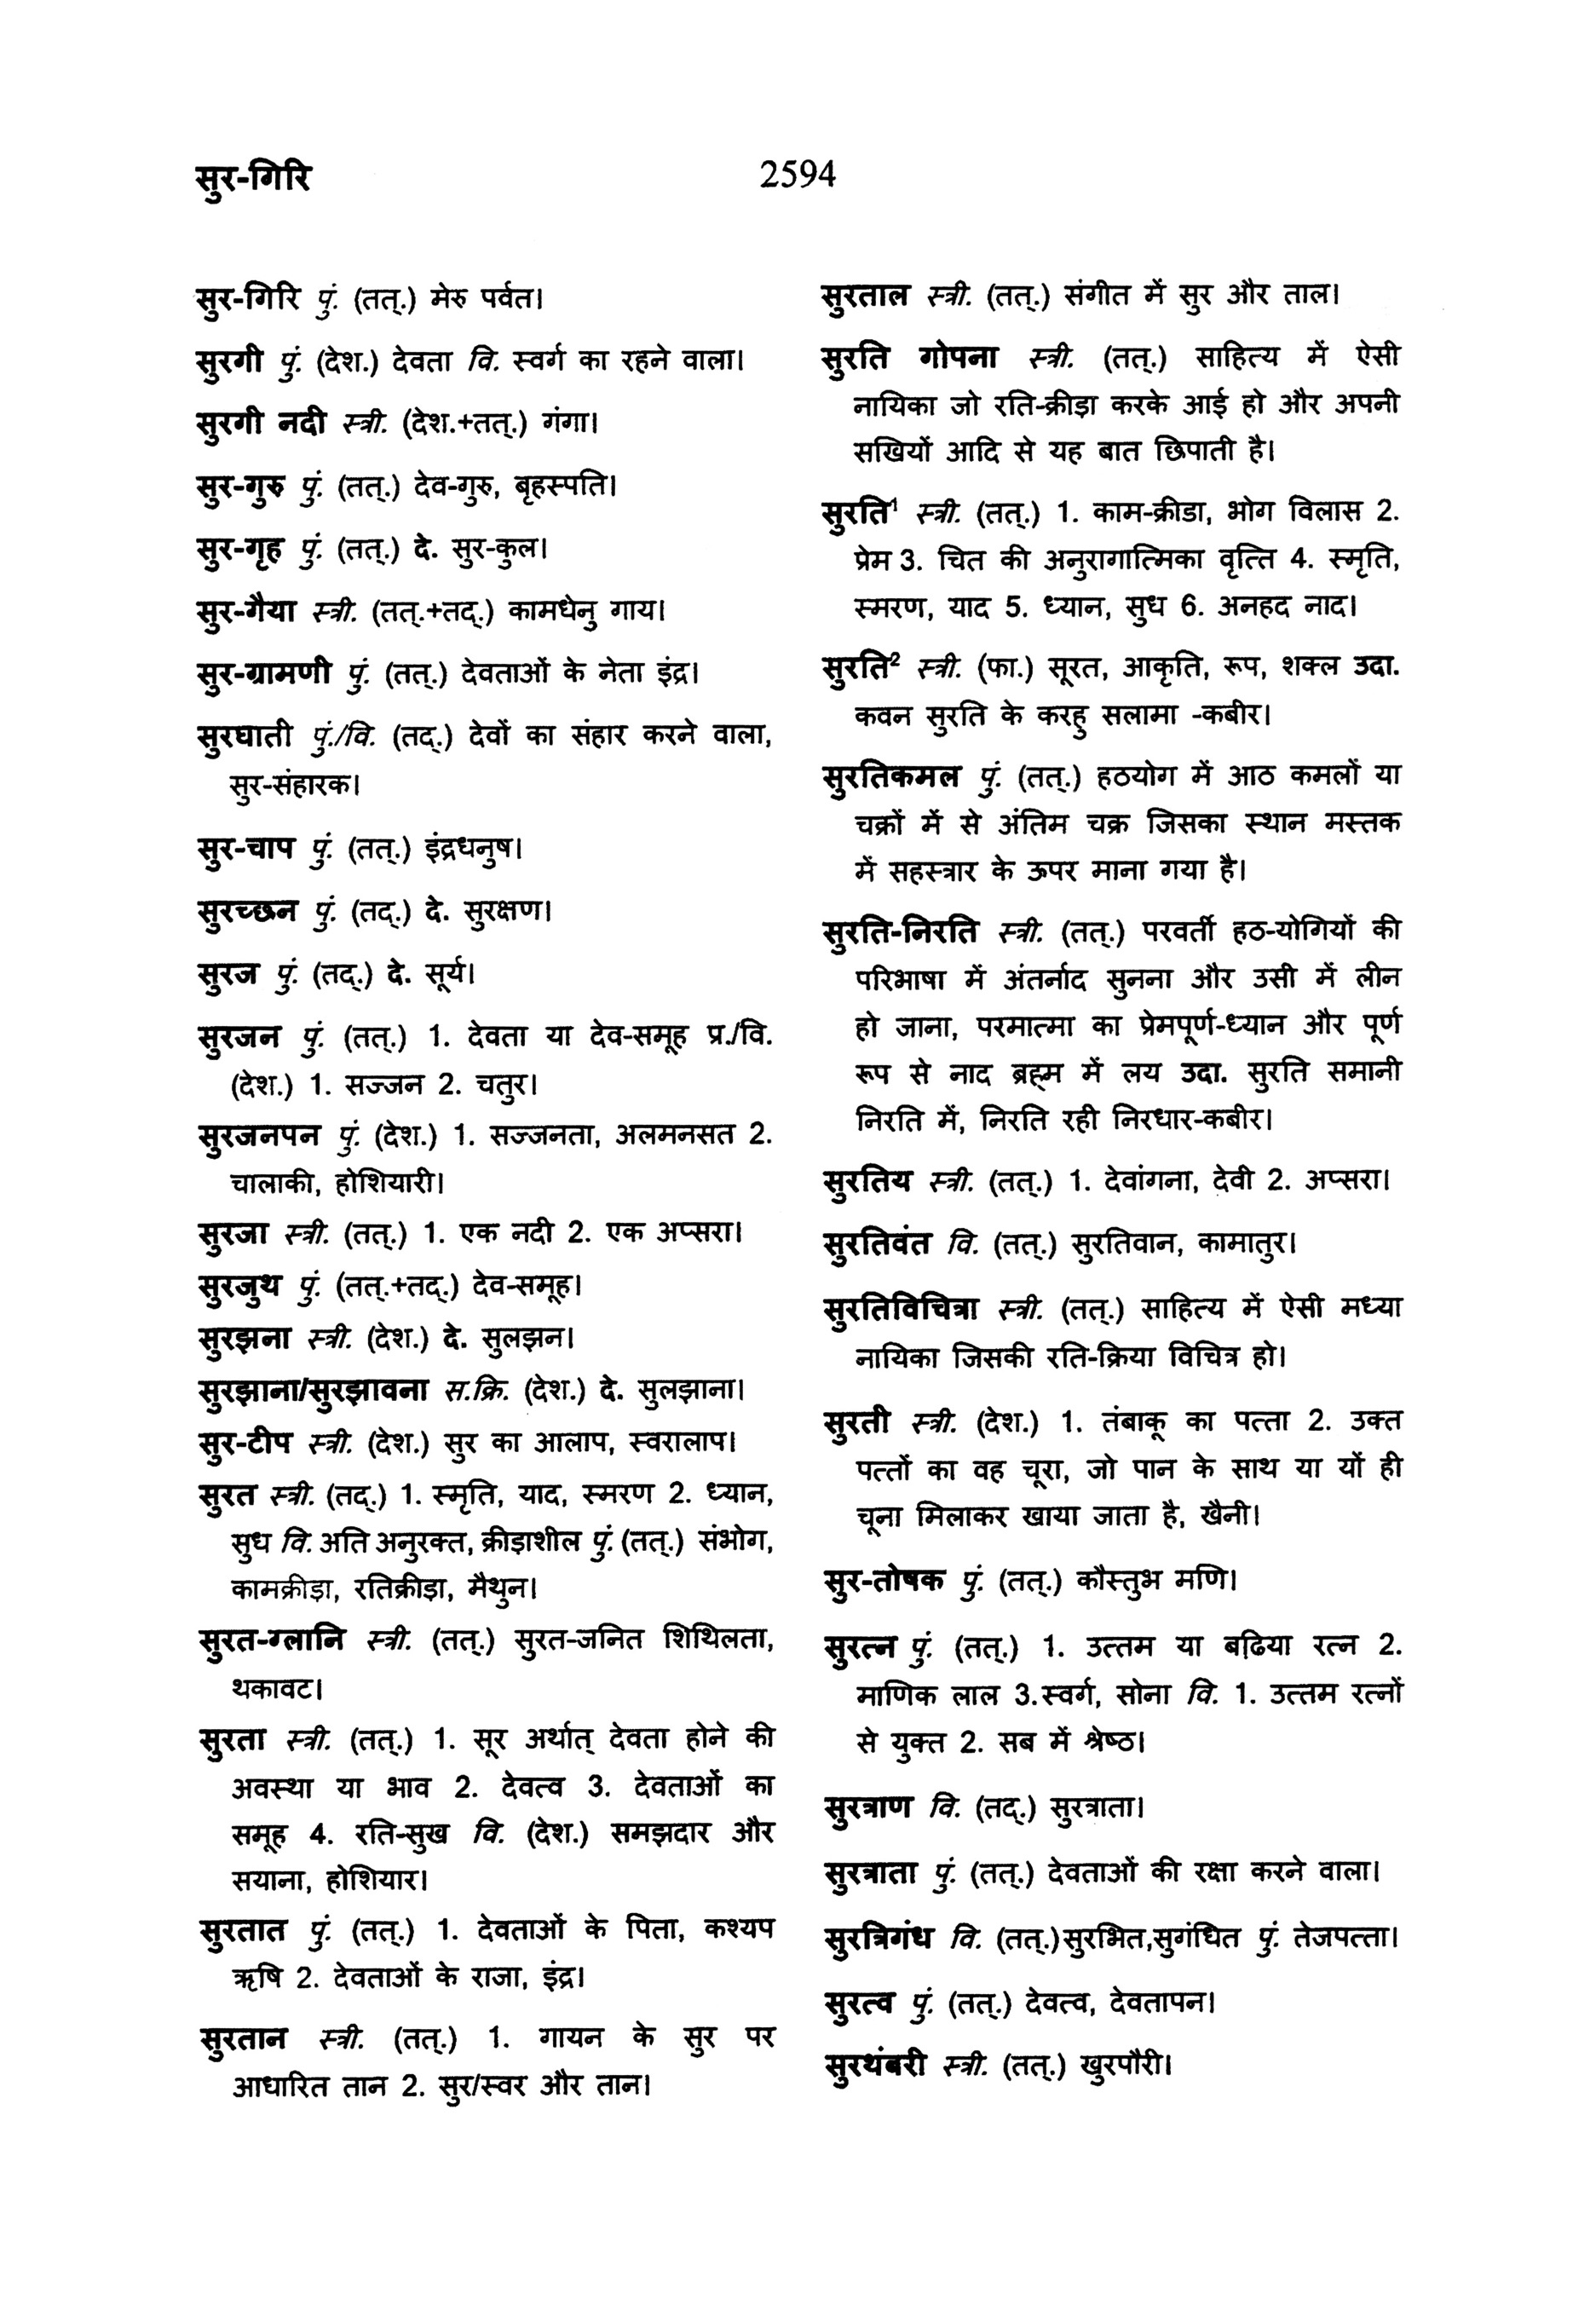 सुर-गिरि
2594
सुर-गिरि पुं. (तत्.) मेरु पर्वत।
सुरगी पुं. (देश.) देवता वि. स्वर्ग का रहने वाला।
सुरगी नदी स्त्री. (देश.+तत्.) गंगा।
सुर-गुरु पुं. (तत्.) देव-गुरु, बृहस्पति।
सुर-गृह पुं. (तत्.) दे. सुर-कुल।
सुर-गैया स्त्री. (तत्.+तद्.) कामधेनु गाय।
सुर-ग्रामणी पुं. (तत्.) देवताओं के नेता इंद्र।
सुरघाती पुं./वि. (तद्.) देवों का संहार करने वाला,
सुर-संहारक।
सुर-चाप पुं. (तत्.) इंद्रधनुष।
सुरच्छन पुं. (तद्.) दे. सुरक्षण।
सुरज पुं. (तद्.) दे. सूर्य।
सुरजन पुं. (तत्.) 1. देवता या देव-समूह प्र./वि.
(देश.) 1. सज्जन 2. चतुर।
सुरजनपन पुं. (देश.) 1. सज्जनता, अलमनसत 2.
चालाकी, होशियारी।
सुरजा स्त्री. (तत्.) 1. एक नदी 2. एक अप्सरा।
सुरजुथ पुं. (तत्.+तद्.) देव-समूह।
सुरझना स्त्री. (देश.) दे. सुलझन।
सुरझाना/सुरझावना स.क्रि. (देश.) दे. सुलझाना।
सुर-टीप स्त्री. (देश.) सुर का आलाप, स्वरालाप।
सुरत स्त्री. (तद्.) 1. स्मृति, याद, स्मरण 2. ध्यान,
सुध वि. अति अनुरक्त, क्रीड़ाशील पुं. (तत्.) संभोग,
कामक्रीड़ा, रतिक्रीड़ा, मैथुन।
सुरत-ग्लानि स्त्री. (तत्.) सुरत-जनित शिथिलता,
थकावट।
सुरता स्त्री. (तत्.) 1. सूर अर्थात् देवता होने की
अवस्था या भाव 2. देवत्व 3. देवताओं का
समूह 4. रति-सुख वि. (देश.) समझदार और
सयाना, होशियार।
सुरतात पुं. (तत्.) 1. देवताओं के पिता, कश्यप
ऋषि 2. देवताओं के राजा, इंद्र।
सुरतान स्त्री. (तत्.) 1. गायन के सुर पर
आधारित तान 2. सुर/स्वर और तान।
सुरताल स्त्री. (तत्.) संगीत में सुर और ताल।
सुरति गोपना स्त्री. (तत्.) साहित्य में ऐसी
नायिका जो रति-क्रीड़ा करके आई हो और अपनी
सखियों आदि से यह बात छिपाती है।
सुरति¹ स्त्री. (तत्.) 1. काम-क्रीडा, भोग विलास 2.
प्रेम 3. चित की अनुरागात्मिका वृत्ति 4. स्मृति,
स्मरण, याद 5. ध्यान, सुध 6. अनहद नाद।
सुरति² स्त्री. (फा.) सूरत, आकृति, रूप, शक्ल उदा.
कवन सुरति के करहु सलामा -कबीर।
सुरतिकमल पुं. (तत्.) हठयोग में आठ कमलों या
चक्रों में से अंतिम चक्र जिसका स्थान मस्तक
में सहस्त्रार के ऊपर माना गया है।
सुरति-निरति स्त्री. (तत्.) परवर्ती हठ-योगियों की
परिभाषा में अंतर्नाद सुनना और उसी में लीन
हो जाना, परमात्मा का प्रेमपूर्ण-ध्यान और पूर्ण
रूप से नाद ब्रह्म में लय उदा. सुरति समानी
निरति में, निरति रही निरधार-कबीर।
सुरतिय स्त्री. (तत्.) 1. देवांगना, देवी 2. अप्सरा।
सुरतिवंत वि. (तत्.) सुरतिवान, कामातुर।
सुरतिविचित्रा स्त्री. (तत्.) साहित्य में ऐसी मध्या
नायिका जिसकी रति-क्रिया विचित्र हो।
सुरती स्त्री. (देश.) 1. तंबाकू का पत्ता 2. उक्त
पत्तों का वह चूरा, जो पान के साथ या यों ही
चूना मिलाकर खाया जाता है, खैनी।
सुर-तोषक पुं. (तत्.) कौस्तुभ मणि।
सुरत्न पुं. (तत्.) 1. उत्तम या बढि़या रत्न 2.
माणिक लाल 3.स्वर्ग, सोना वि. 1. उत्तम रत्नों
से युक्त 2. सब में श्रेष्ठ।
सुरत्राण वि. (तद्.) सुरत्राता।
सुरत्राता पुं. (तत्.) देवताओं की रक्षा करने वाला।
सुरत्रिगंध वि. (तत्.)सुरभित,सुगंधित पुं. तेजपत्ता।
सुरत्व पुं. (तत्.) देवत्व, देवतापन।
सुरथंबरी स्त्री. (तत्.) खुरपौरी।